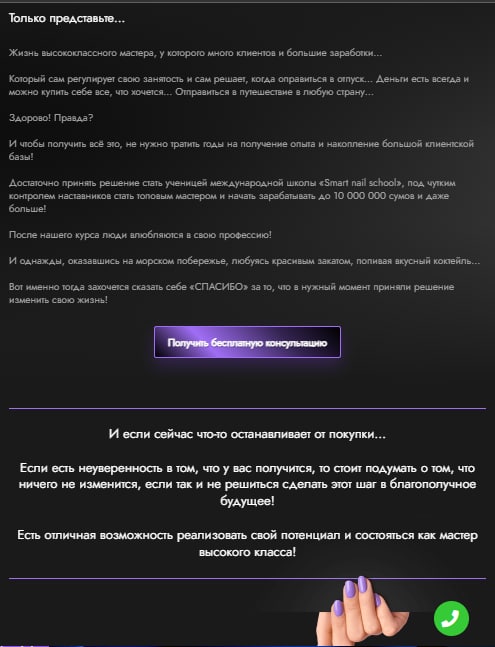 Только представьте...
Жизнь высококлассного мастера, у которого много клиентов и большие заработки...
Который сам регулирует свою занятость и сам решает, когда оправиться в отпуск... Деньги есть всегда и
можно купить себе все, что хочется... Отправиться в путешествие в любую страну...
Здорово! Правда?
И чтобы получить всё это, не нужно тратить годы на получение опыта и накопление большой клиентской
базы!
Достаточно принять решение стать ученицей международной школы «Smart nail school», под чутким
контролем наставников стать топовым мастером и начать зарабатывать до 10 000 000 сумов и даже
больше!
После нашего курса люди влюбляются в свою профессию!
И однажды, оказавшись на морском побережье, любуясь красивым закатом, попивая вкусный коктейль...
Вот именно тогда захочется сказать себе «СПАСИБО» за то, что в нужный момент приняли решение
изменить свою жизнь!
Получить бесплатную консультацию
И если сейчас что-то останавливает от покупки...
Если есть неуверенность в том, что у вас получится, то стоит подумать о том, что
ничего не изменится, если так и не решиться сделать этот шаг в благополучное
будущее!
Есть отличная возможность реализовать свой потенциал и состояться как мастер
высокого класса!